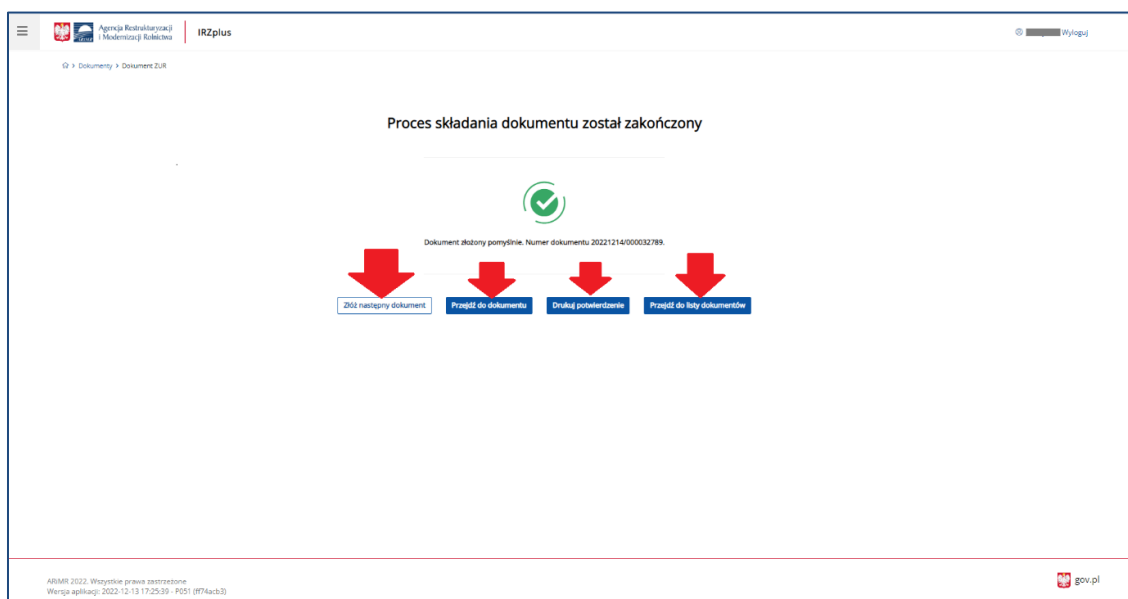 Agencja Restrukturyzacji
i Modernizacji Rolnictwa
IRZplus
Wyloguj
> Dokumenty > Dokument ZUR
Proces składania dokumentu został zakończony
Dokument złożony pomyślnie. Numer dokumentu 20221214/000032789.
Złóż następny dokument
Przejdź do dokumentu
Drukuj potwierdzenie
Przejdź do listy dokumentów
ARiMR 2022. Wszystkie prawa zastrzeżone
Wersja aplikacji: 2022-12-13 17:25:39 - P051 (ff74acb3)
gov.pl